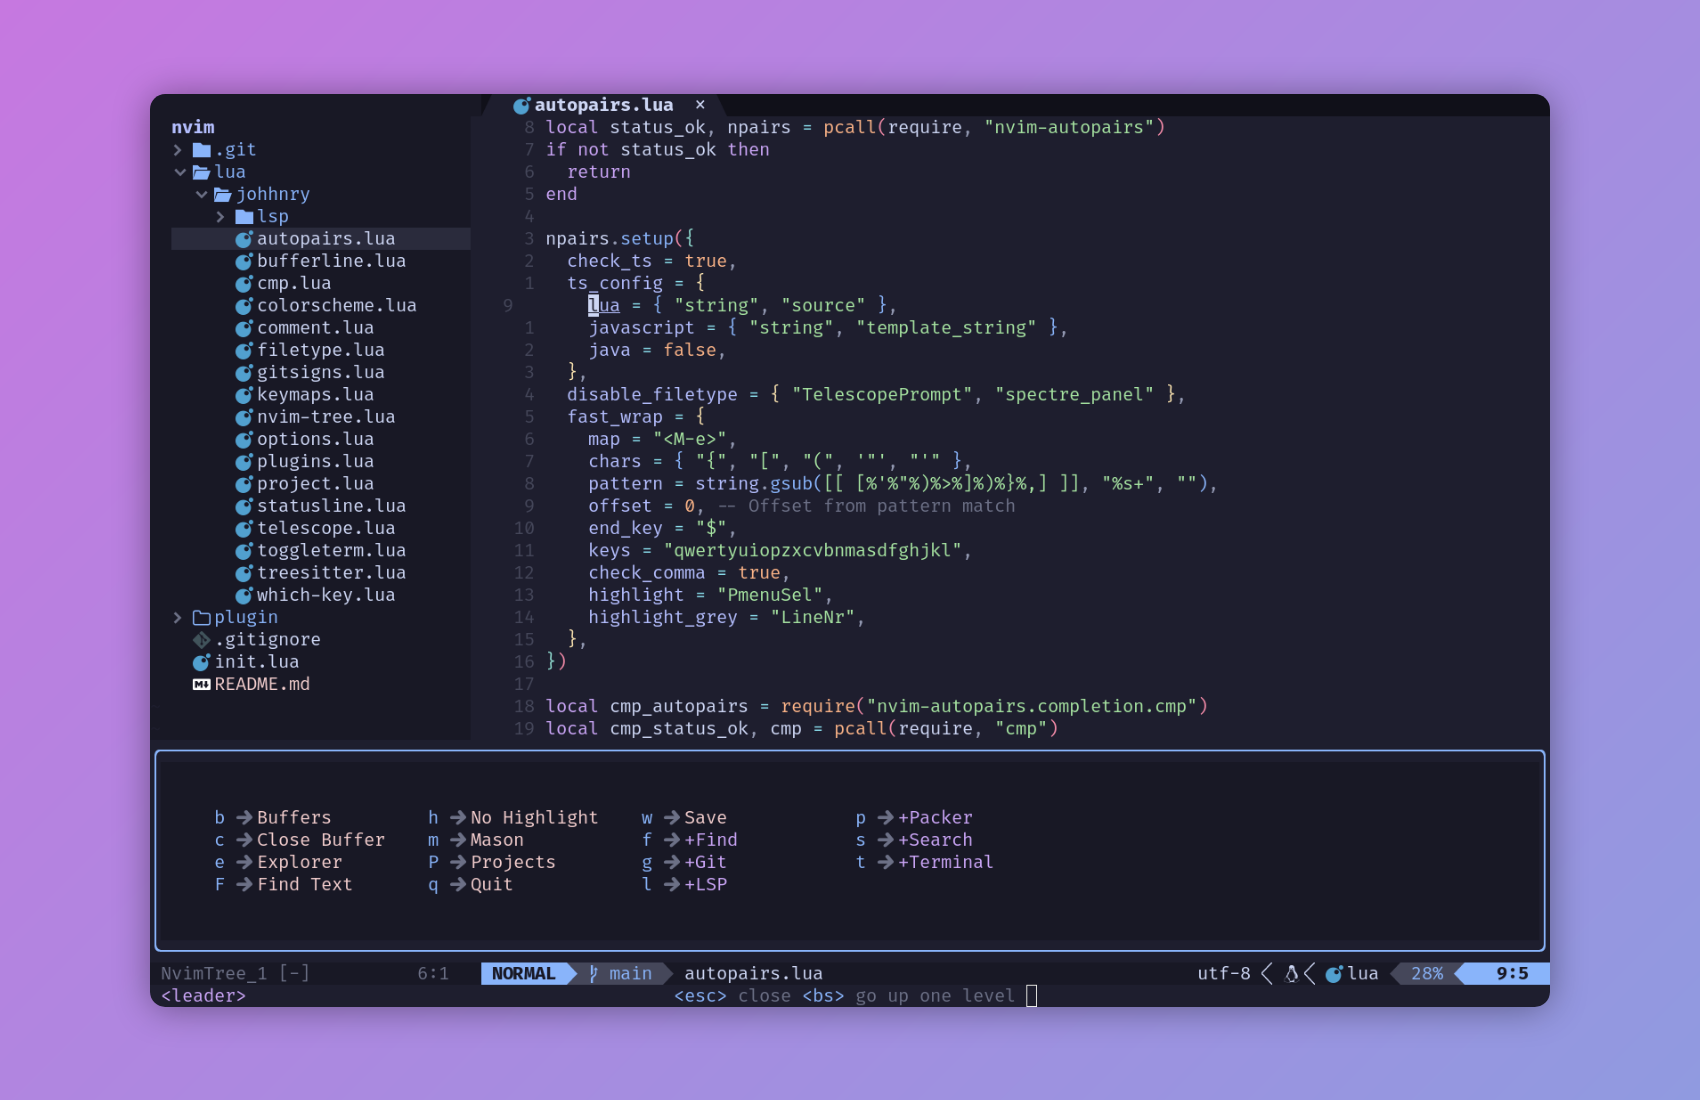 nvim
.git
lua
johhnry
lsp
autopairs.lua
bufferline.lua
cmp.lua
colorscheme.lua
comment.lua
filetype.lua
gitsigns.lua
keymaps.lua
nvim-tree.lua
options.lua
plugins.lua
project.lua
statusline.lua
telescope.lua
toggleterm.lua
treesitter.lua
which-key.lua
plugin
.gitignore
init.lua
M↓ README.md
autopairs.lua ×
8 local status_ok, npairs = pcall(require, "nvim-autopairs")
7 if not status_ok then
6   return
5 end
4
3 npairs.setup({
2   check_ts = true,
1   ts_config = {
9     lua = { "string", "source" },
1     javascript = { "string", "template_string" },
2     java = false,
3   },
4   disable_filetype = { "TelescopePrompt", "spectre_panel" },
5   fast_wrap = {
6     map = "<M-e>",
7     chars = { "{", "[", "(", '"', "'" },
8     pattern = string.gsub([[ [%'%"%)%>%]%)%}%,] ]], "%s+", ""),
9     offset = 0, -- Offset from pattern match
10     end_key = "$",
11     keys = "qwertyuiopzxcvbnmasdfghjkl",
12     check_comma = true,
13     highlight = "PmenuSel",
14     highlight_grey = "LineNr",
15   },
16 })
17
18 local cmp_autopairs = require("nvim-autopairs.completion.cmp")
19 local cmp_status_ok, cmp = pcall(require, "cmp")
b → Buffers h → No Highlight w → Save p → +Packer
c → Close Buffer m → Mason f → +Find s → +Search
e → Explorer P → Projects g → +Git t → +Terminal
F → Find Text q → Quit l → +LSP
NvimTree_1 [-] 6:1 NORMAL main autopairs.lua utf-8 lua 28% 9:5
<leader> <esc> close <bs> go up one level